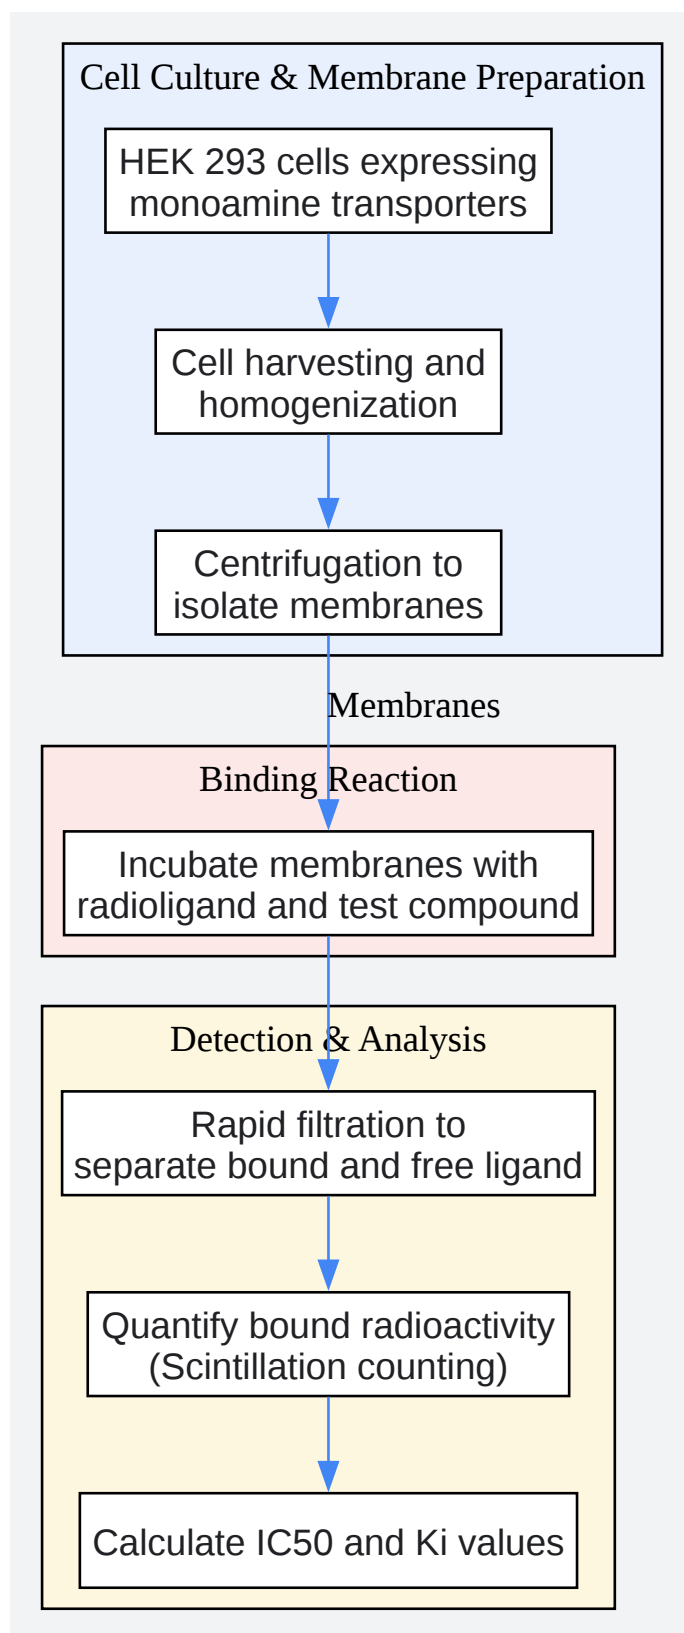 Cell Culture & Membrane Preparation
HEK 293 cells expressing
monoamine transporters
Cell harvesting and
homogenization
Centrifugation to
isolate membranes
Membranes
Binding Reaction
Incubate membranes with
radioligand and test compound
Detection & Analysis
Rapid filtration to
separate bound and free ligand
Quantify bound radioactivity
(Scintillation counting)
Calculate IC50 and Ki values